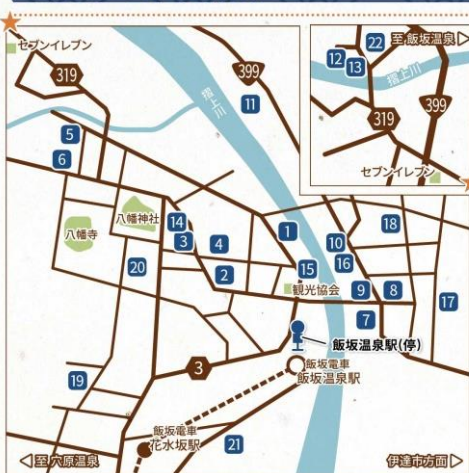 セブンイレブン
319
399
摺上川
11
至 飯坂温泉
22
12
13
319
399
セブンイレブン
5
6
八幡神社
八幡寺
14
3
4
1
10
18
20
2
15
16
観光協会
9
8
17
7
飯坂温泉駅(停)
飯坂電車
飯坂温泉駅
3
19
飯坂電車
花水坂駅
21
至 穴原温泉
伊達市方面